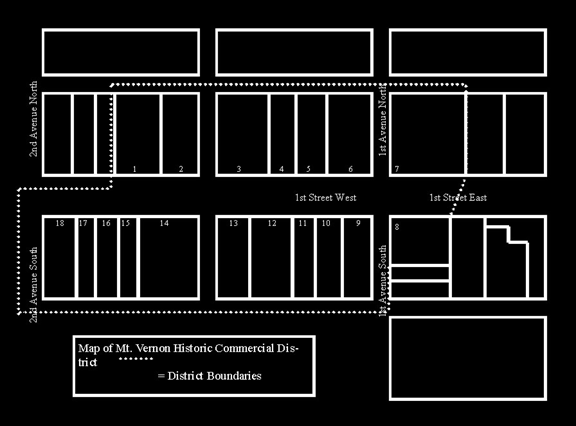 2nd Avenue North
1st Avenue North
1
2
3
4
5
6
7
1st Street West
1st Street East
18
17
16
15
14
13
12
11
10
9
8
2nd Avenue South
1st Avenue South
Map of Mt. Vernon Historic Commercial Dis-
trict
= District Boundaries